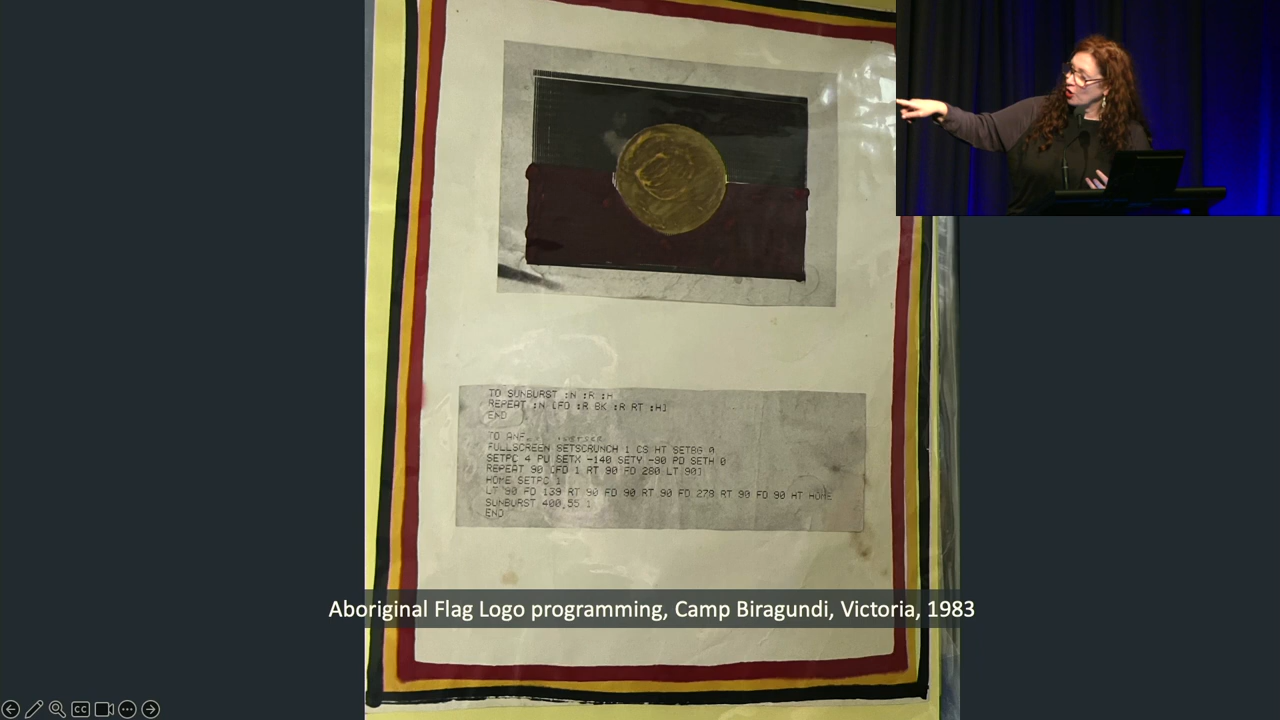 TO SUNBURST :N :R :H
REPEAT :N [FD :R BK :R RT :H]
END
TO
FULLSCREEN SETSCRUNCH 1 CS HT SETBG 0
SETPC 4 PU SETX -140 SETY -90 PD SETH 0
REPEAT 90 [FD 1 RT 90 FD 280 LT 90]
HOME SETPC 1
LT 90 FD 139 RT 90 FD 90 RT 90 FD 278 RT 90 FD 90 HT HOME
SUNBURST 400 55 1
END
Aboriginal Flag Logo programming, Camp Biragundi, Victoria, 1983
CC